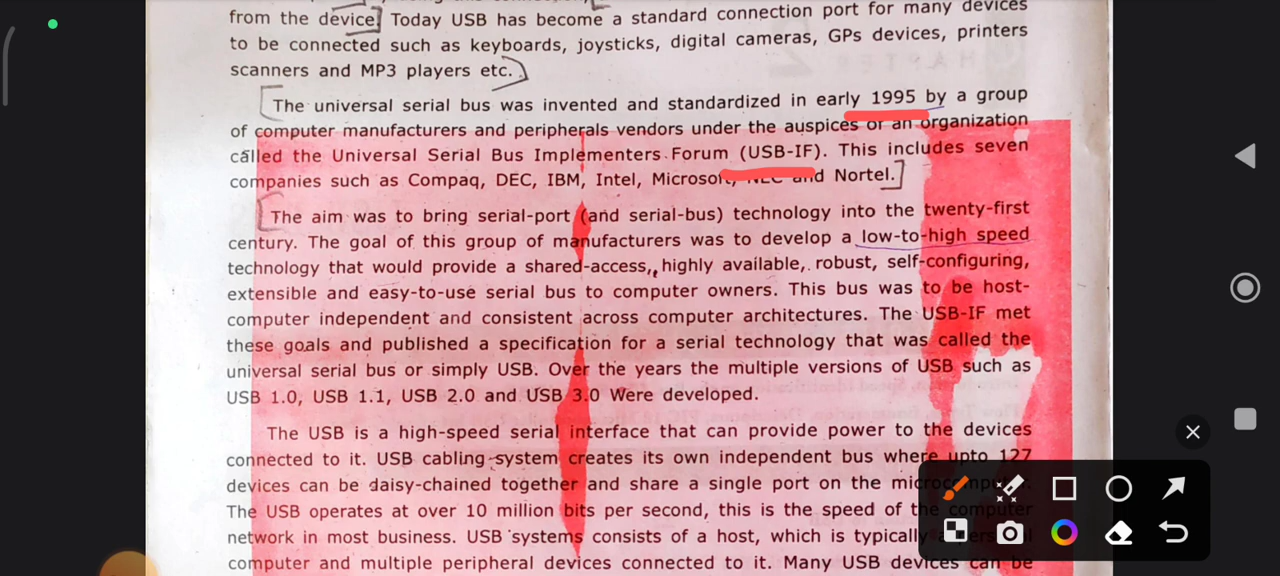 from the device. Today USB has become a standard connection port for many devices
to be connected such as keyboards, joysticks, digital cameras, GPs devices, printers
scanners and MP3 players etc.
The universal serial bus was invented and standardized in early 1995 by a group
of computer manufacturers and peripherals vendors under the auspices of an organization
called the Universal Serial Bus Implementers Forum (USB-IF). This includes seven
companies such as Compaq, DEC, IBM, Intel, Microsoft, NEC and Nortel.
The aim was to bring serial-port (and serial-bus) technology into the twenty-first
century. The goal of this group of manufacturers was to develop a low-to-high speed
technology that would provide a shared-access, highly available, robust, self-configuring,
extensible and easy-to-use serial bus to computer owners. This bus was to be host-
computer independent and consistent across computer architectures. The USB-IF met
these goals and published a specification for a serial technology that was called the
universal serial bus or simply USB. Over the years the multiple versions of USB such as
USB 1.0, USB 1.1, USB 2.0 and USB 3.0 Were developed.
The USB is a high-speed serial interface that can provide power to the devices
connected to it. USB cabling system creates its own independent bus where upto 127
devices can be daisy-chained together and share a single port on the microcomputer.
The USB operates at over 10 million bits per second, this is the speed of the computer
network in most business. USB systems consists of a host, which is typically a personal
computer and multiple peripheral devices connected to it. Many USB devices can be